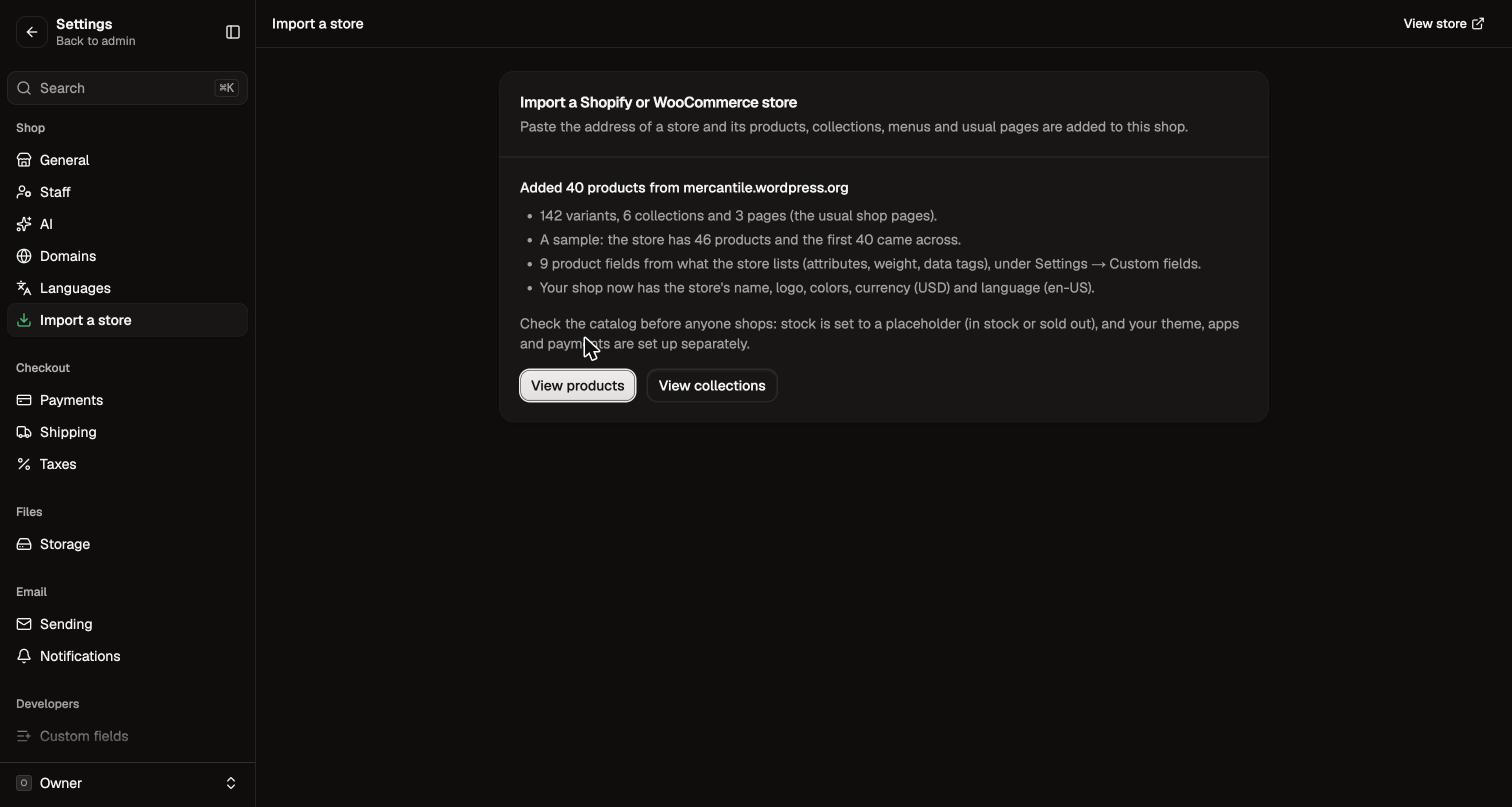 Settings
Back to admin
Search
⌘K
Shop
General
Staff
AI
Domains
Languages
Import a store
Checkout
Payments
Shipping
Taxes
Files
Storage
Email
Sending
Notifications
Developers
Custom fields
O
Owner
Import a store
View store
Import a Shopify or WooCommerce store
Paste the address of a store and its products, collections, menus and usual pages are added to this shop.
Added 40 products from mercantile.wordpress.org
• 142 variants, 6 collections and 3 pages (the usual shop pages).
• A sample: the store has 46 products and the first 40 came across.
• 9 product fields from what the store lists (attributes, weight, data tags), under Settings → Custom fields.
• Your shop now has the store's name, logo, colors, currency (USD) and language (en-US).
Check the catalog before anyone shops: stock is set to a placeholder (in stock or sold out), and your theme, apps
and payments are set up separately.
View products
View collections